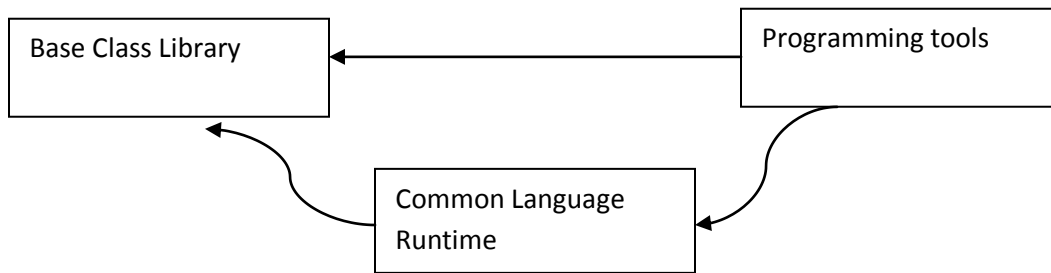 Base Class Library
Programming tools
Common Language
Runtime